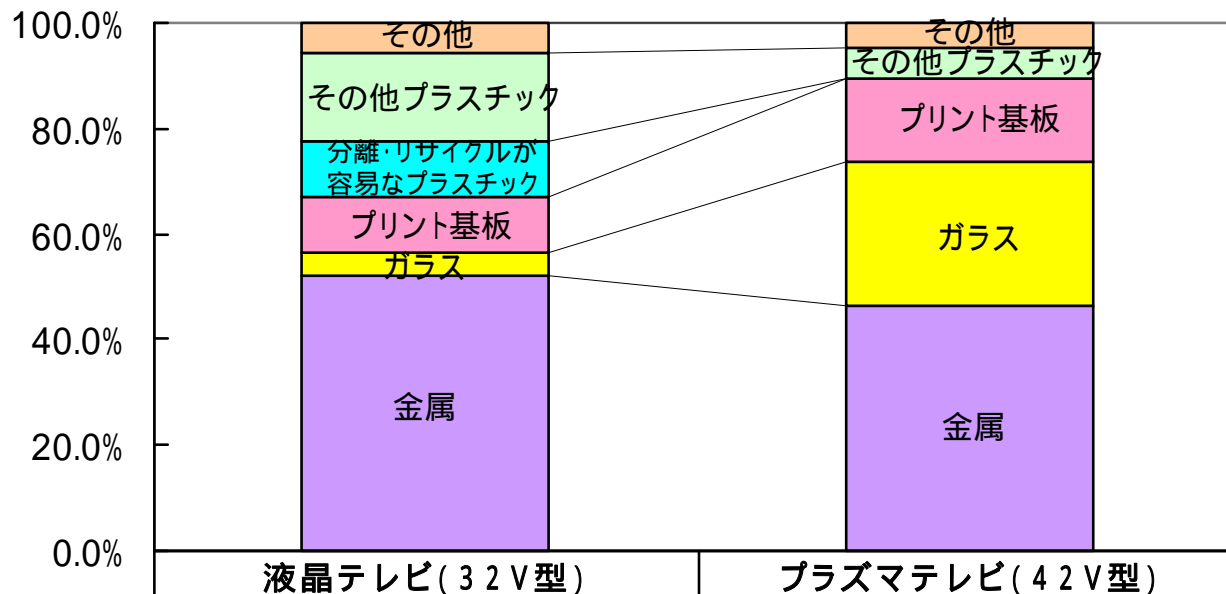 100.0%
80.0%
60.0%
40.0%
20.0%
0.0%
その他
その他プラスチック
分離・リサイクルが
容易なプラスチック
プリント基板
ガラス
金属
その他
その他プラスチック
プリント基板
ガラス
金属
液晶テレビ(32V型)
プラズマテレビ(42V型)